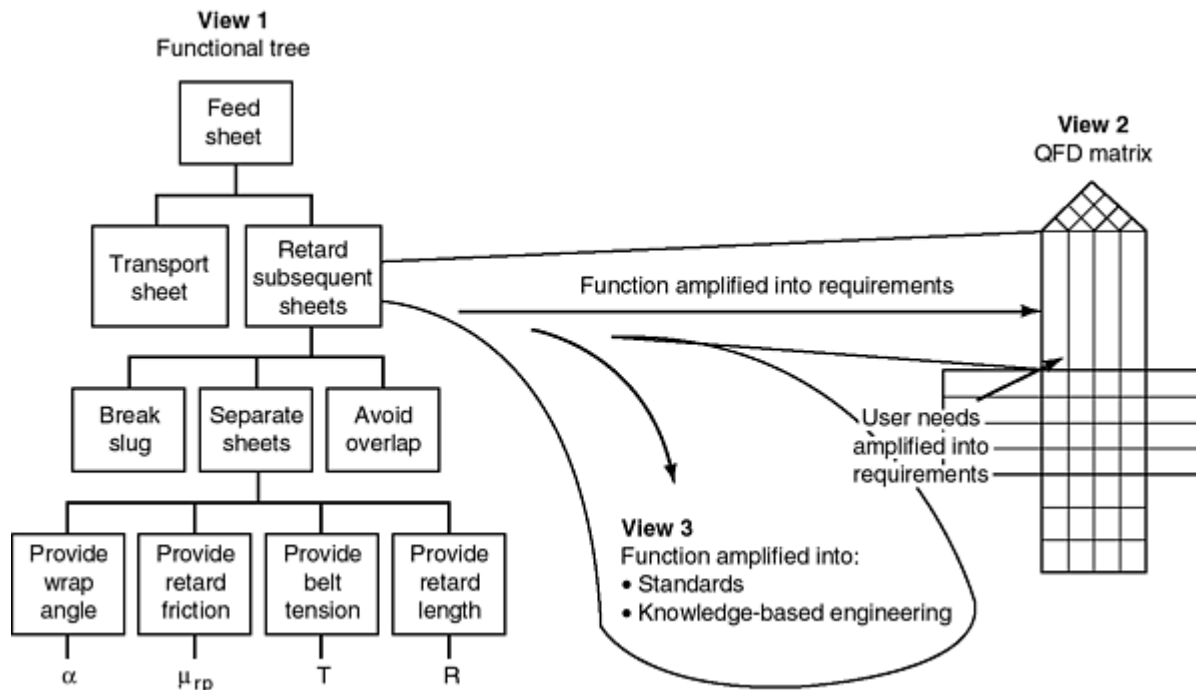 View 1
Functional tree
Feed
sheet
Transport
sheet
Retard
subsequent
sheets
Break
slug
Separate
sheets
Avoid
overlap
Provide
wrap
angle
Provide
retard
friction
Provide
belt
tension
Provide
retard
length
α
μrp
T
R
Function amplified into requirements
View 2
QFD matrix
User needs
amplified into
requirements
View 3
Function amplified into:
• Standards
• Knowledge-based engineering